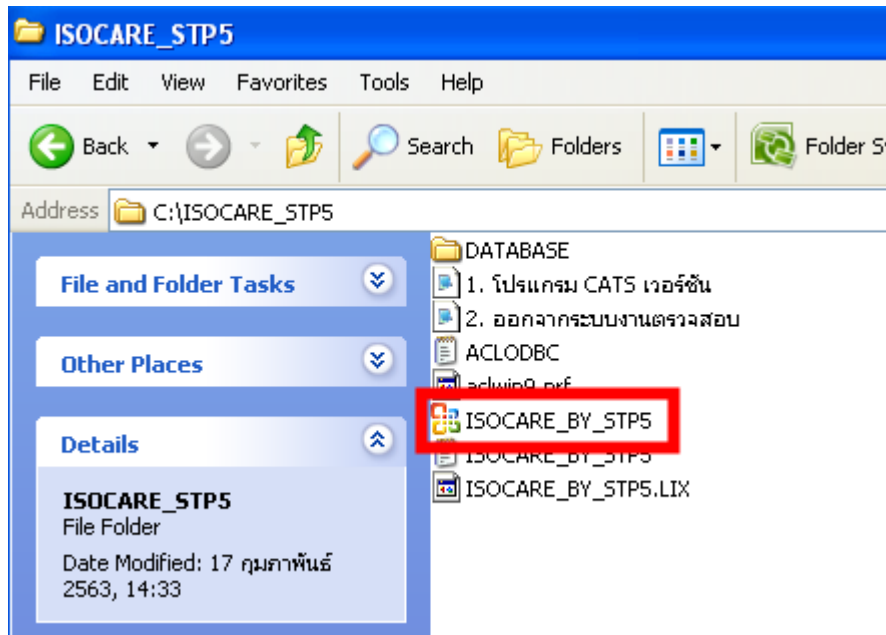 ISOCARE_STP5
File Edit View Favorites Tools Help
Back Search Folders Folder S
Address C:\ISOCARE_STP5
File and Folder Tasks
Other Places
Details
ISOCARE_STP5
File Folder
Date Modified: 17 กุมภาพันธ์
2563, 14:33
DATABASE
1. โปรแกรม CATS เวอร์ชัน
2. ออกจากระบบงานตรวจสอบ
ACLODBC
aclwin9.prf
ISOCARE_BY_STP5
ISOCARE_BY_STP5
ISOCARE_BY_STP5.LIX